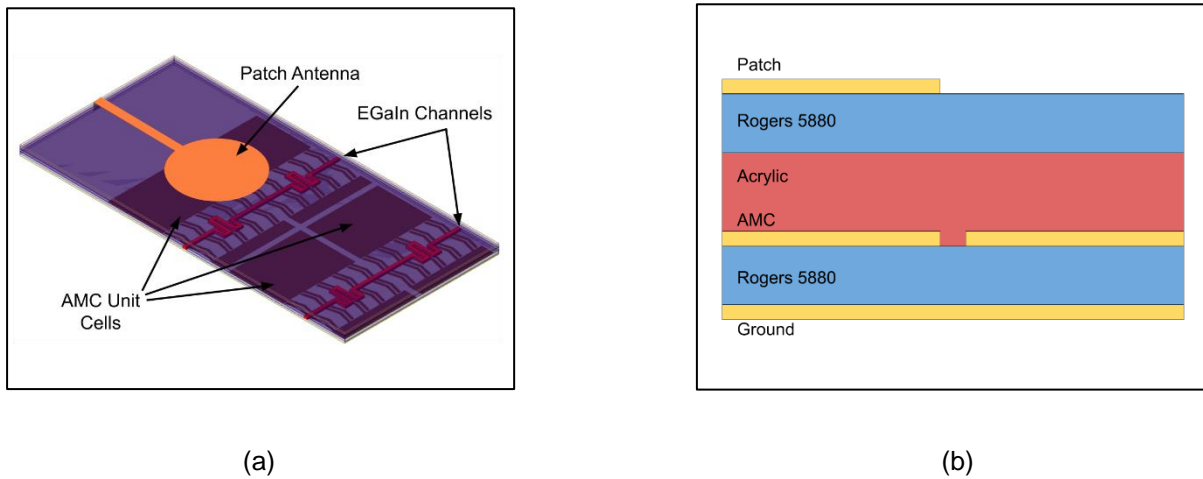 Patch Antenna
EGaIn Channels
AMC Unit
Cells
Patch
Rogers 5880
Acrylic
AMC
Rogers 5880
Ground
(a)
(b)